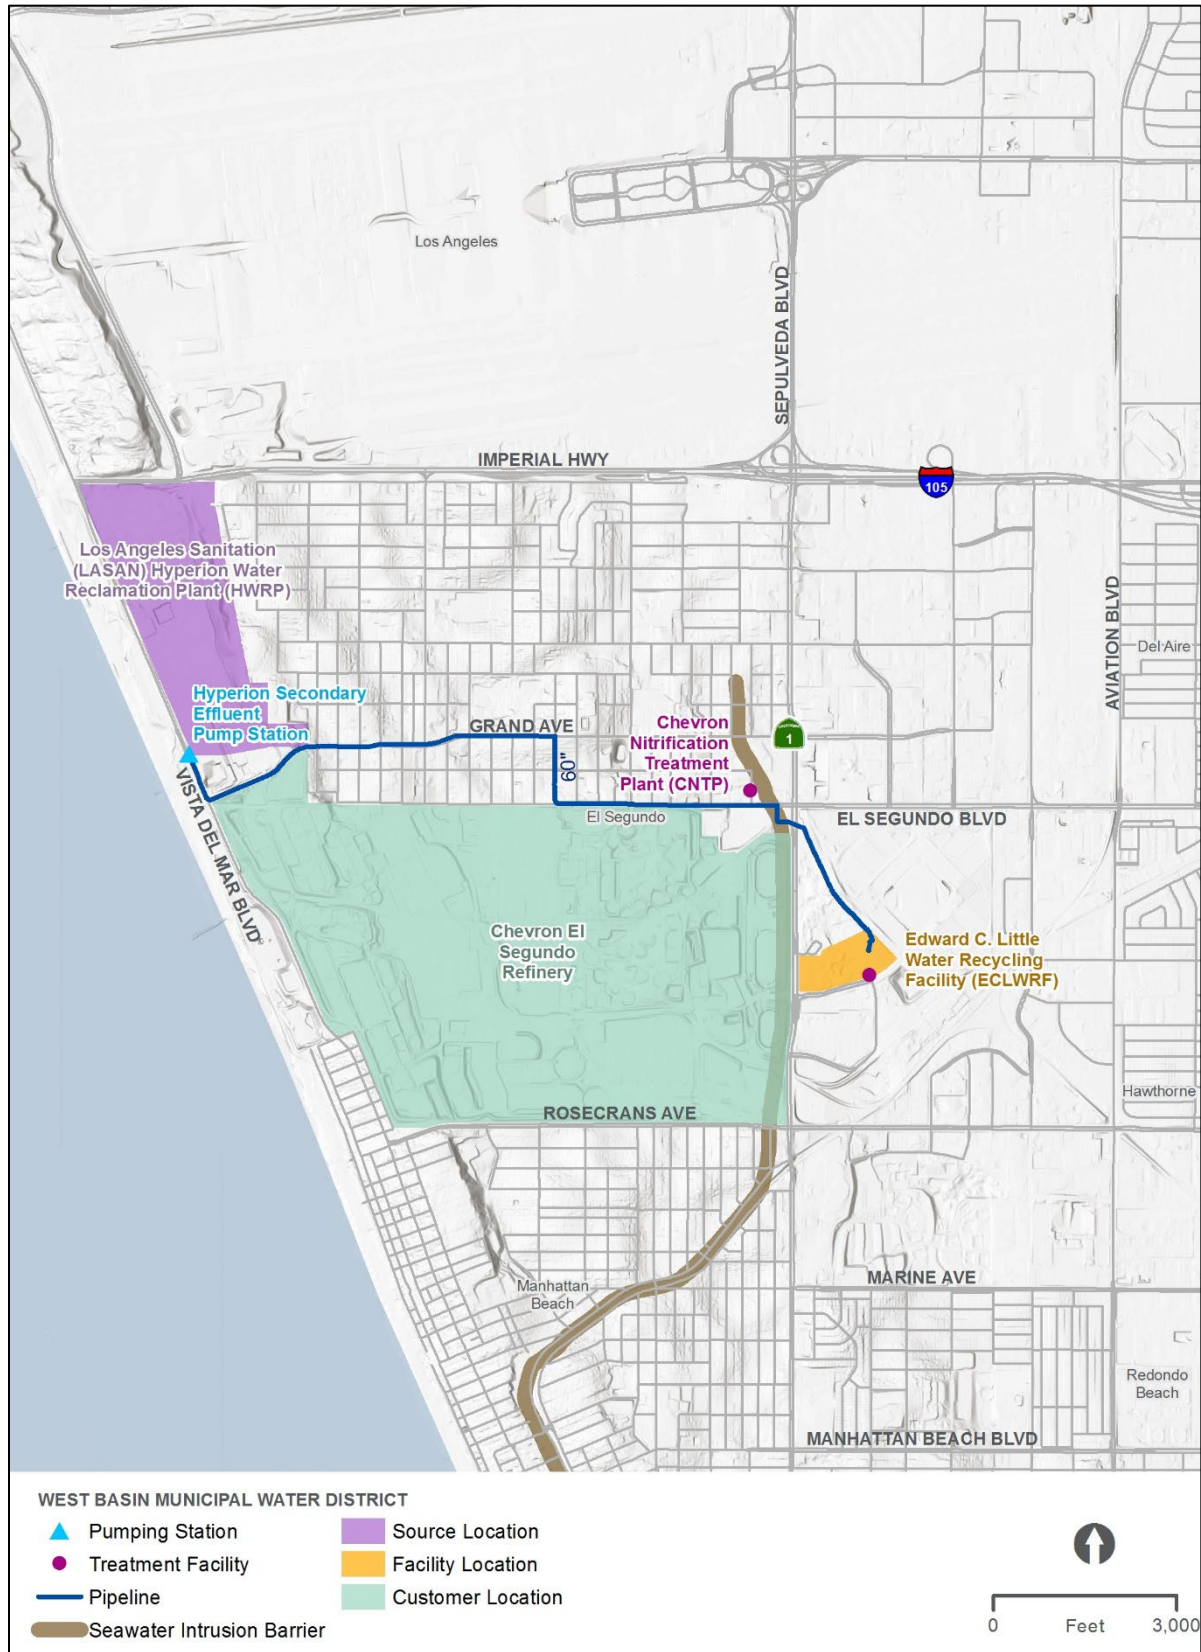 Los Angeles
SEPULVEDA BLVD
IMPERIAL HWY
105
Los Angeles Sanitation
(LASAN) Hyperion Water
Reclamation Plant (HWRP)
AVIATION BLVD
Del Aire
Hyperion Secondary
Effluent
Pump Station
GRAND AVE
60"
Chevron
Nitrification
Treatment
Plant (CNTP)
1
VISTA DEL MAR BLVD
El Segundo
EL SEGUNDO BLVD
Chevron El
Segundo
Refinery
Edward C. Little
Water Recycling
Facility (ECLWRF)
Hawthorne
ROSECRANS AVE
Manhattan
Beach
MARINE AVE
Redondo
Beach
MANHATTAN BEACH BLVD
WEST BASIN MUNICIPAL WATER DISTRICT
Pumping Station
Treatment Facility
Pipeline
Seawater Intrusion Barrier
Source Location
Facility Location
Customer Location
0 Feet 3,000